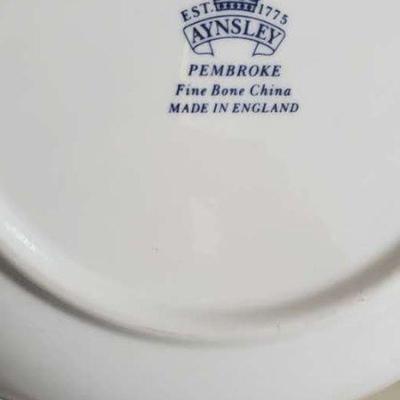 EST. 1775
AYNSLEY
PEMBROKE
Fine Bone China
MADE IN ENGLAND